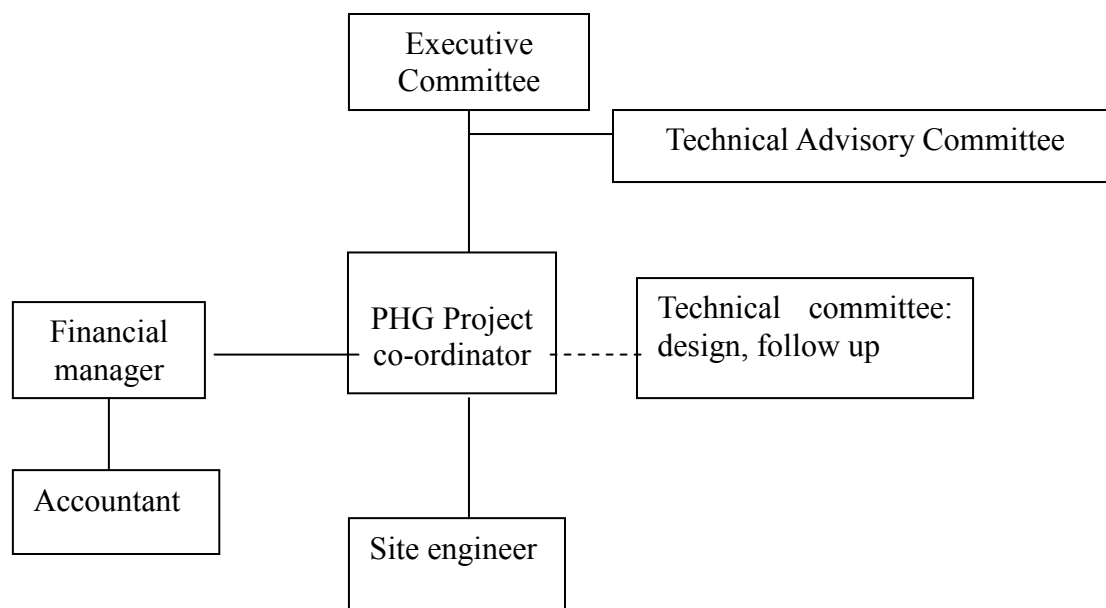 Executive
Committee
Technical Advisory Committee
PHG Project
co-ordinator
Technical committee:
design, follow up
Financial
manager
Accountant
Site engineer